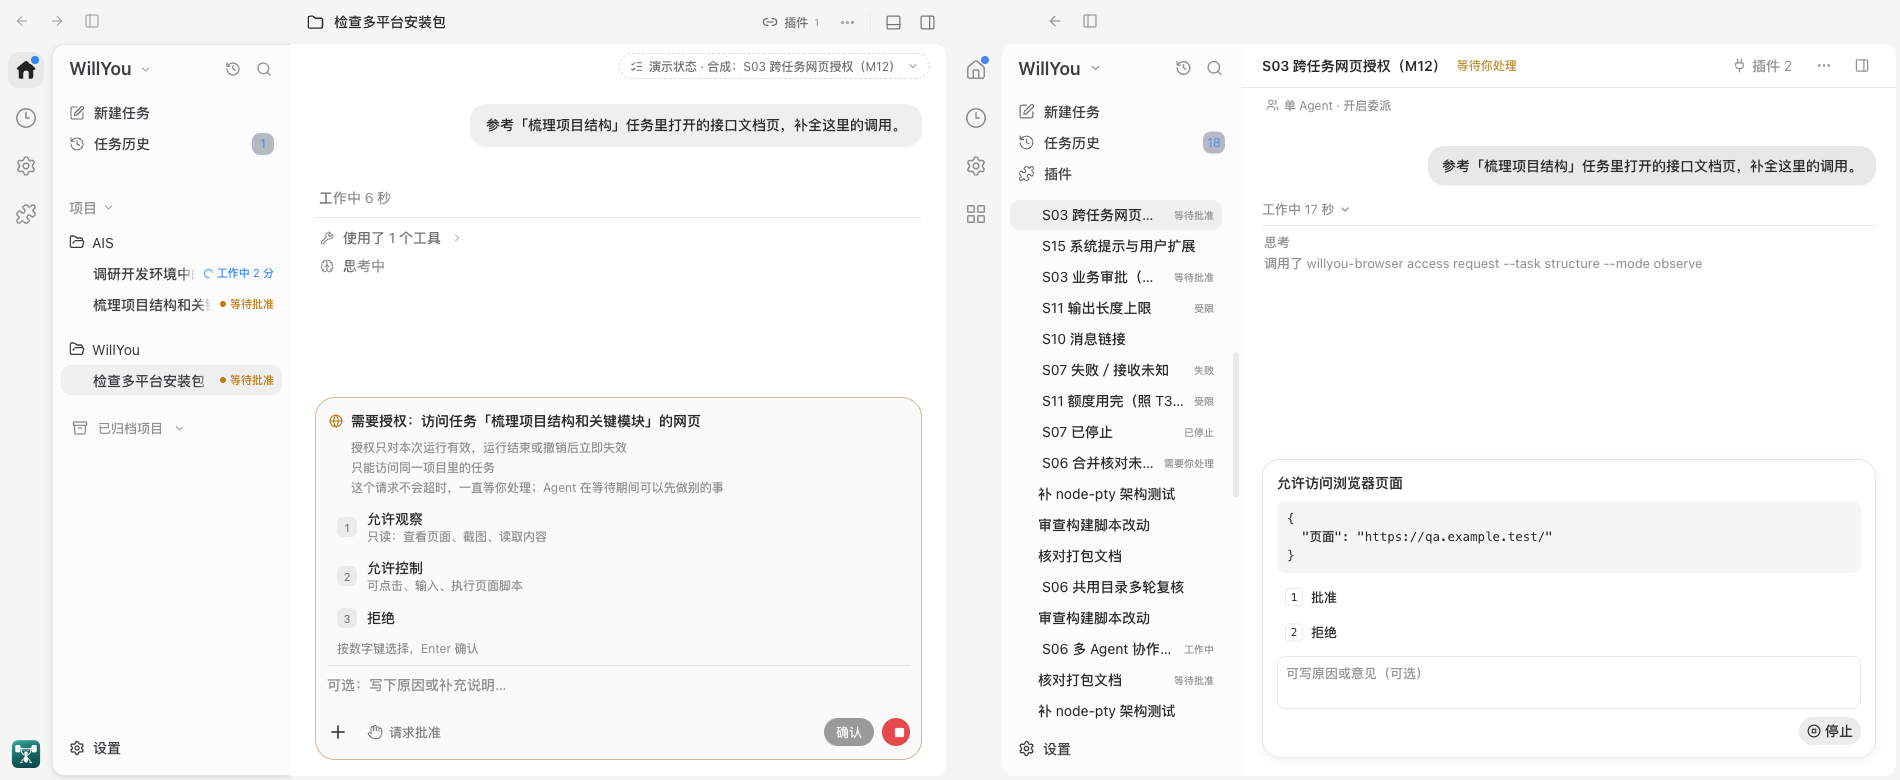 检查多平台安装包
插件 1
WillYou
新建任务
任务历史 1
项目
AIS
调研开发环境中 工作中 2 分
梳理项目结构和关 等待批准
WillYou
检查多平台安装包 等待批准
已归档项目
设置
演示状态 · 合成：S03 跨任务网页授权（M12）
参考「梳理项目结构」任务里打开的接口文档页，补全这里的调用。
工作中 6 秒
使用了 1 个工具
思考中
需要授权：访问任务「梳理项目结构和关键模块」的网页
授权只对本次运行有效，运行结束或撤销后立即失效
只能访问同一项目里的任务
这个请求不会超时，一直等你处理；Agent 在等待期间可以先做别的事
1 允许观察
只读：查看页面、截图、读取内容
2 允许控制
可点击、输入、执行页面脚本
3 拒绝
按数字键选择，Enter 确认
可选：写下原因或补充说明...
请求批准
确认
WillYou
新建任务
任务历史 18
插件
S03 跨任务网页... 等待批准
S15 系统提示与用户扩展
S03 业务审批（... 等待批准
S11 输出长度上限 受限
S10 消息链接
S07 失败 / 接收未知 失败
S11 额度用完（照 T3... 受限
S07 已停止 已停止
S06 合并核对未... 需要你处理
补 node-pty 架构测试
审查构建脚本改动
核对打包文档
S06 共用目录多轮复核
审查构建脚本改动
S06 多 Agent 协作... 工作中
核对打包文档 等待批准
补 node-pty 架构测试
设置
S03 跨任务网页授权（M12） 等待你处理
插件 2
单 Agent · 开启委派
参考「梳理项目结构」任务里打开的接口文档页，补全这里的调用。
工作中 17 秒
思考
调用了 willyou-browser access request --task structure --mode observe
允许访问浏览器页面
{
"页面": "https://qa.example.test/"
}
1 批准
2 拒绝
可写原因或意见（可选）
停止